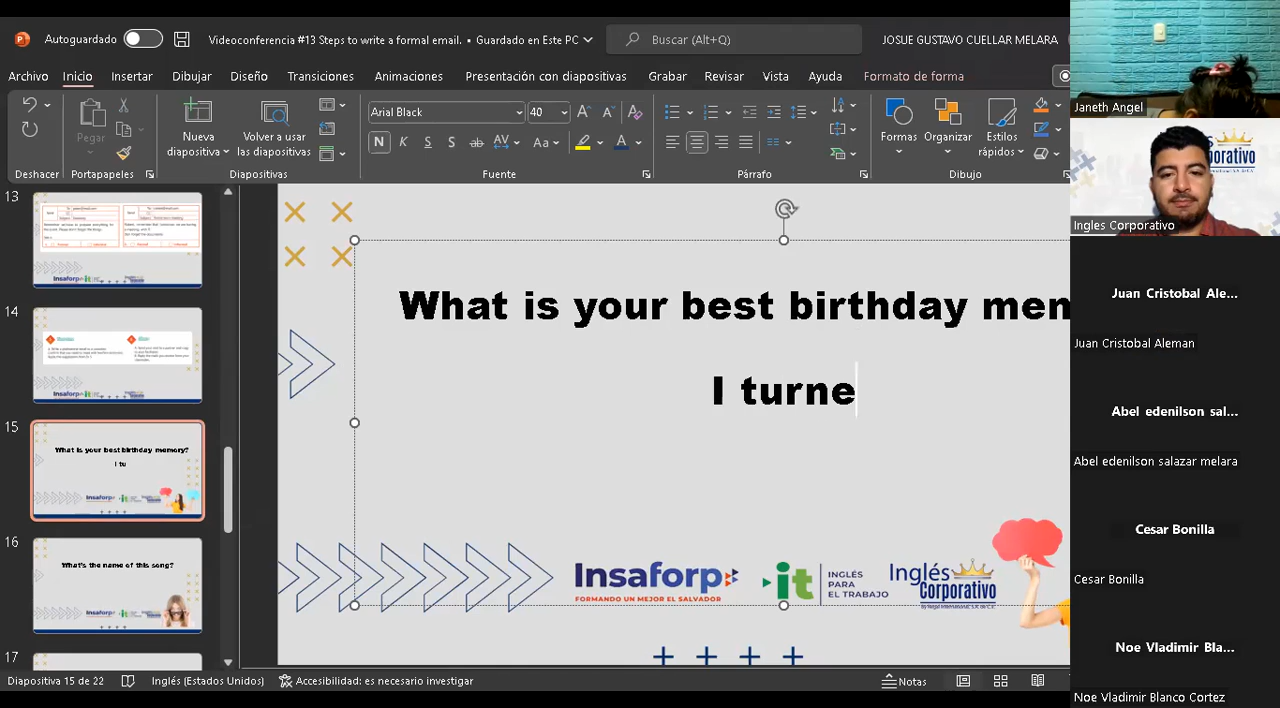 Autoguardado
Videoconferencia #13 Steps to write a formal emai... • Guardado en Este PC
Buscar (Alt+Q)
JOSUE GUSTAVO CUELLAR MELARA
Archivo Inicio Insertar Dibujar Diseño Transiciones Animaciones Presentación con diapositivas Grabar Revisar Vista Ayuda Formato de forma
Pegar
Nueva diapositiva
Volver a usar las diapositivas
Arial Black 40
N K S S ab AV Aa A
Formas Organizar Estilos rápidos
Deshacer Portapapeles Diapositivas Fuente Párrafo Dibujo
13
14
15
What is your best birthday memory?
I tu
16
What's the name of this song?
17
What is your best birthday mem
I turne
Insaforp
FORMANDO UN MEJOR EL SALVADOR
it
INGLÉS
PARA
EL TRABAJO
Inglés
Corporativo
Janeth Angel
Ingles Corporativo
Juan Cristobal Ale...
Juan Cristobal Aleman
Abel edenilson sal...
Abel edenilson salazar melara
Cesar Bonilla
Cesar Bonilla
Noe Vladimir Bla...
Noe Vladimir Blanco Cortez
Diapositiva 15 de 22
Inglés (Estados Unidos)
Accesibilidad: es necesario investigar
Notas